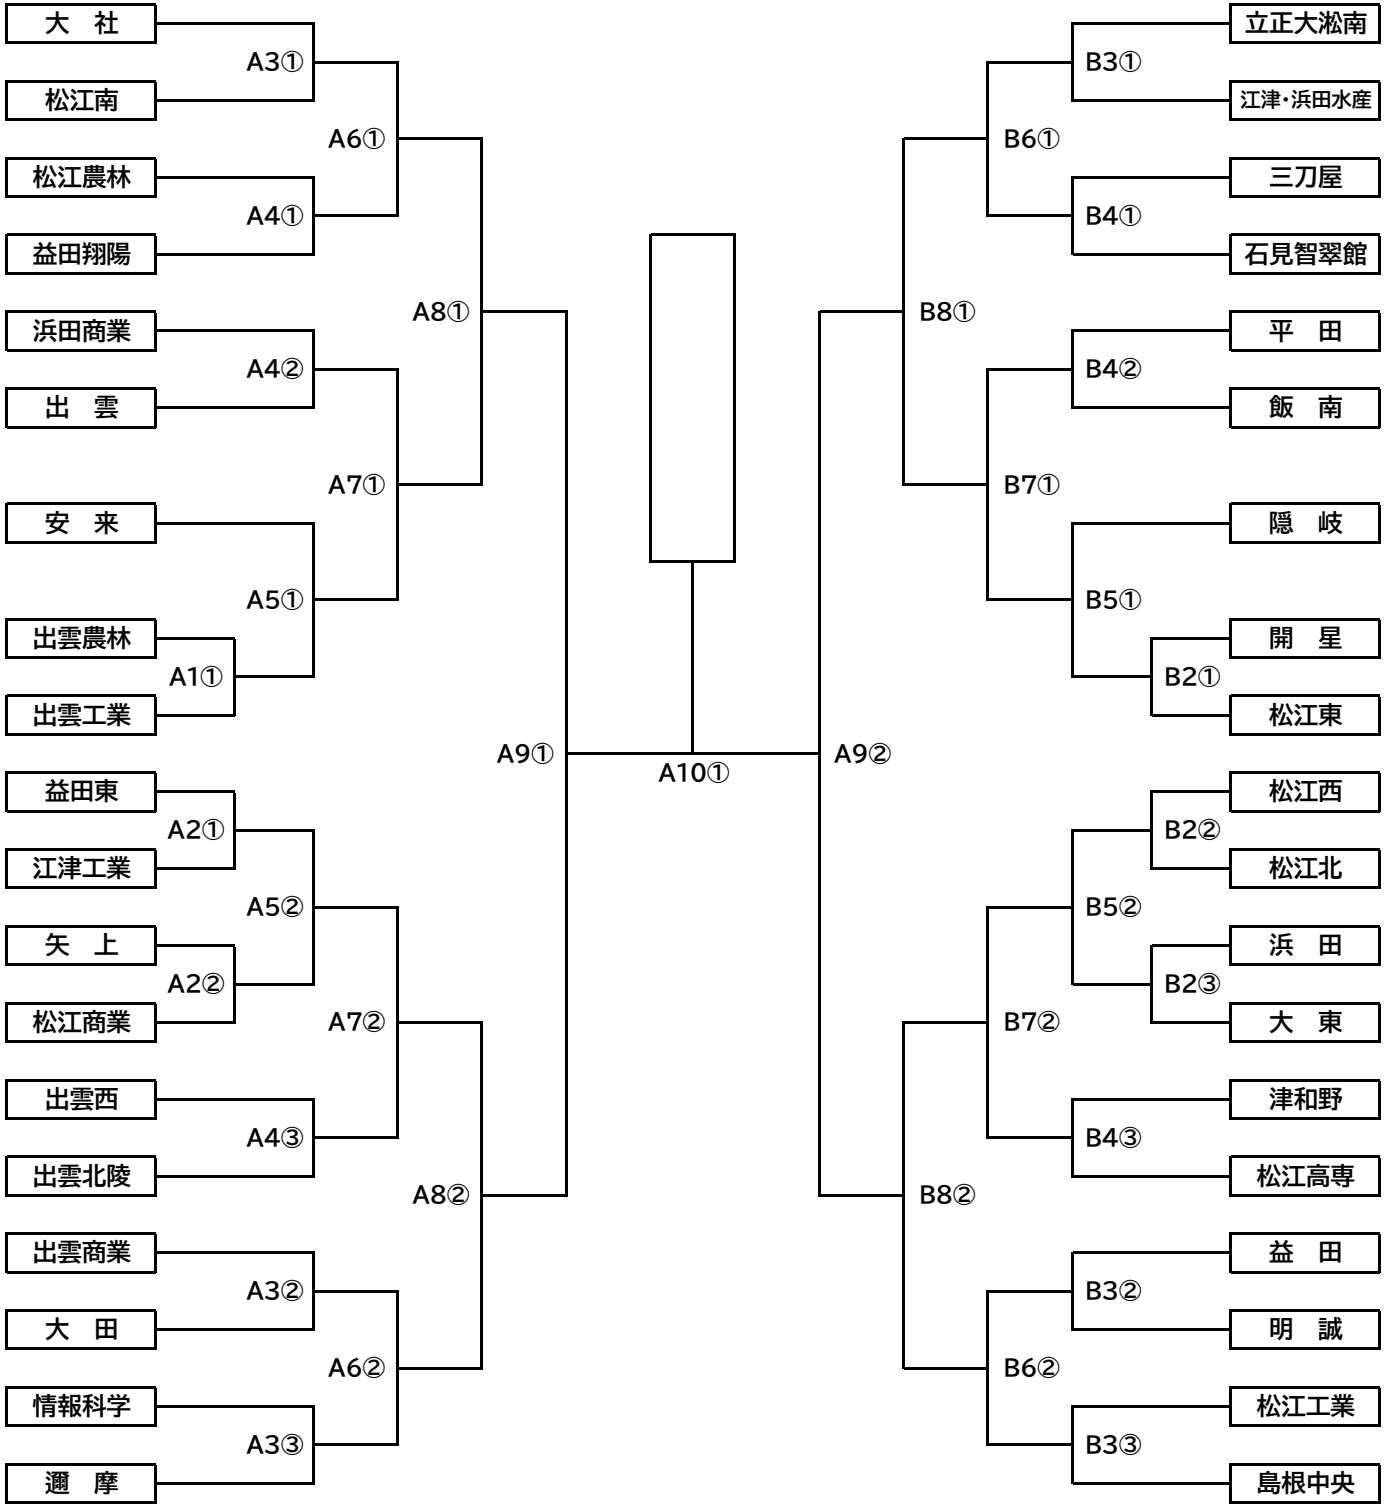 大　社
立正大淞南
A3①
B3①
松江南
江津・浜田水産
A6①
B6①
松江農林
三刀屋
A4①
B4①
益田翔陽
石見智翠館
A8①
B8①
浜田商業
平　田
A4②
B4②
出　雲
飯　南
A7①
B7①
安　来
隠　岐
A5①
B5①
出雲農林
開　星
A1①
B2①
出雲工業
松江東
A9①
A9②
A10①
益田東
松江西
A2①
B2②
江津工業
松江北
A5②
B5②
矢　上
浜　田
A2②
B2③
松江商業
大　東
A7②
B7②
出雲西
津和野
A4③
B4③
出雲北陵
松江高専
A8②
B8②
出雲商業
益　田
A3②
B3②
大　田
明　誠
A6②
B6②
情報科学
松江工業
A3③
B3③
邇　摩
島根中央